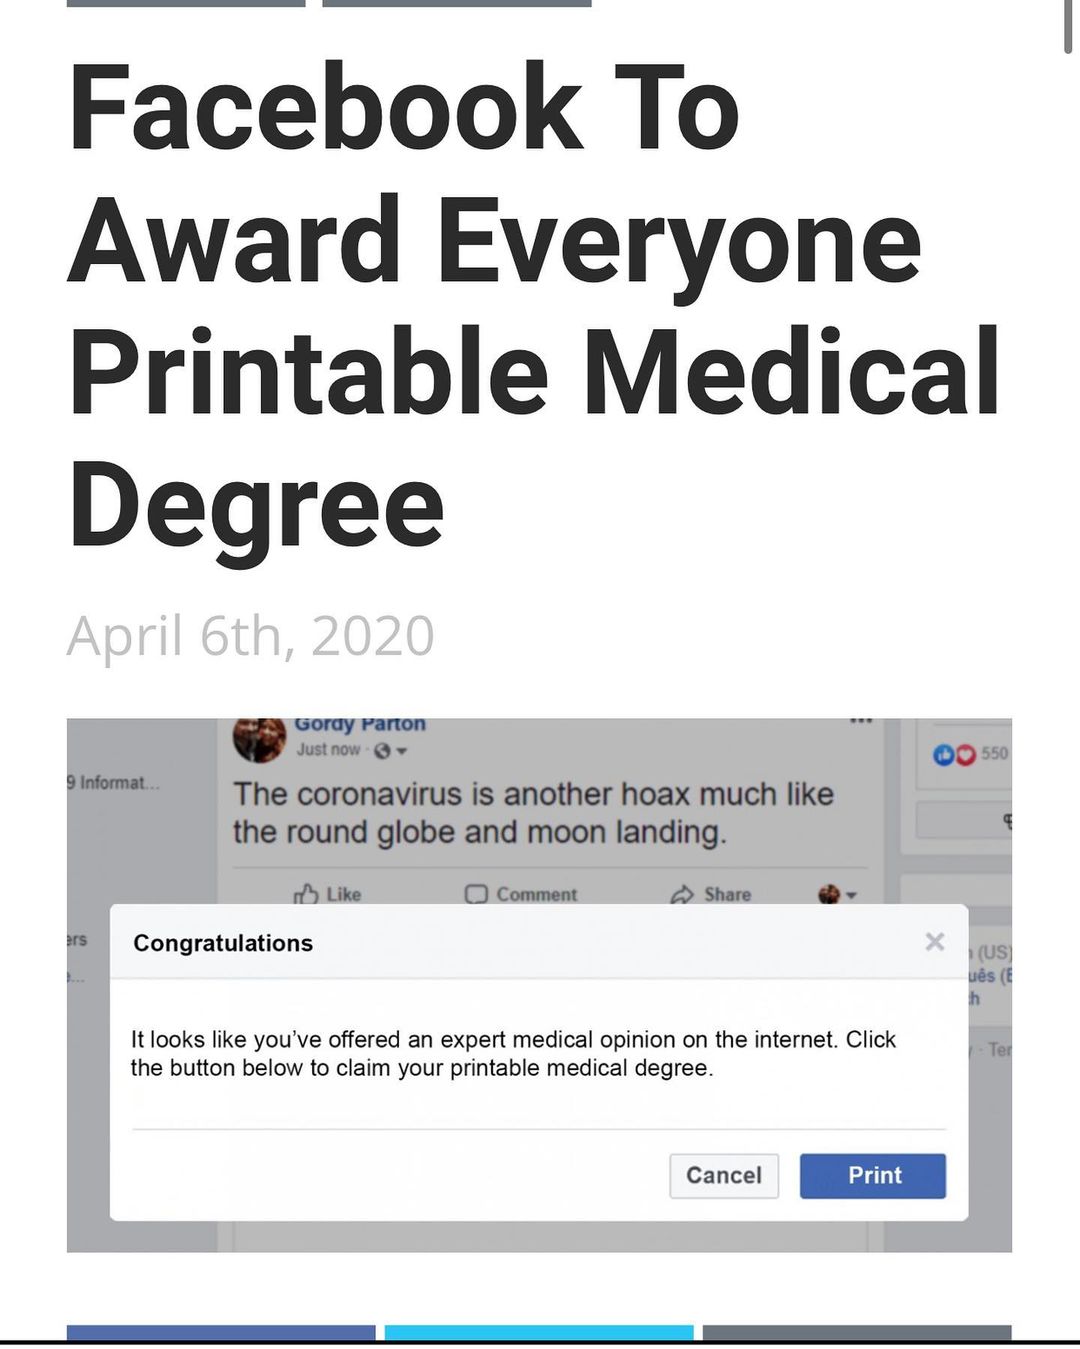 Facebook To
Award Everyone
Printable Medical
Degree
April 6th, 2020
Gordy Parton
Just now
550
9 Informat...
The coronavirus is another hoax much like
the round globe and moon landing.
Like Comment Share
ers
Congratulations
(US)
uês (E
It looks like you’ve offered an expert medical opinion on the internet. Click
the button below to claim your printable medical degree.
Cancel Print